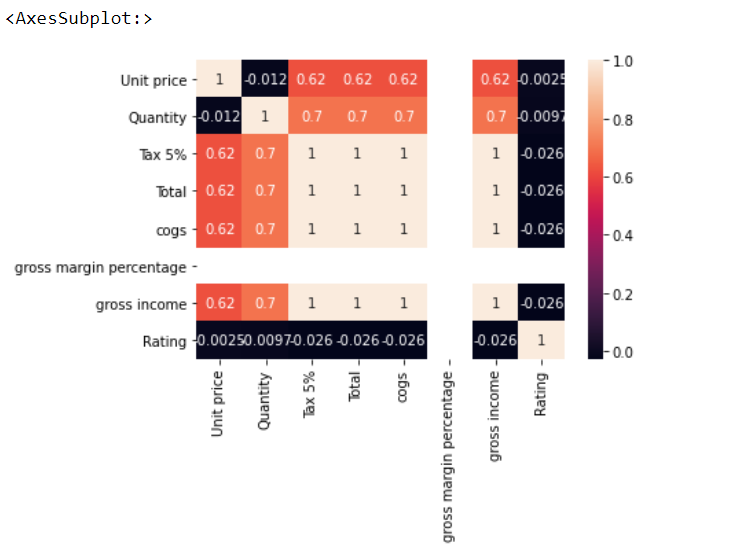 <AxesSubplot:>
Unit price 1 -0.012 0.62 0.62 0.62 0.62 -0.0025 1.0
Quantity -0.012 1 0.7 0.7 0.7 0.7 -0.0097 0.8
Tax 5% 0.62 0.7 1 1 1 1 -0.026
Total 0.62 0.7 1 1 1 1 -0.026 0.6
cogs 0.62 0.7 1 1 1 1 -0.026 0.4
gross margin percentage
gross income 0.62 0.7 1 1 1 1 -0.026 0.2
Rating -0.0025 -0.0097 -0.026 -0.026 -0.026 -0.026 1 0.0
Unit price
Quantity
Tax 5%
Total
cogs
gross margin percentage
gross income
Rating